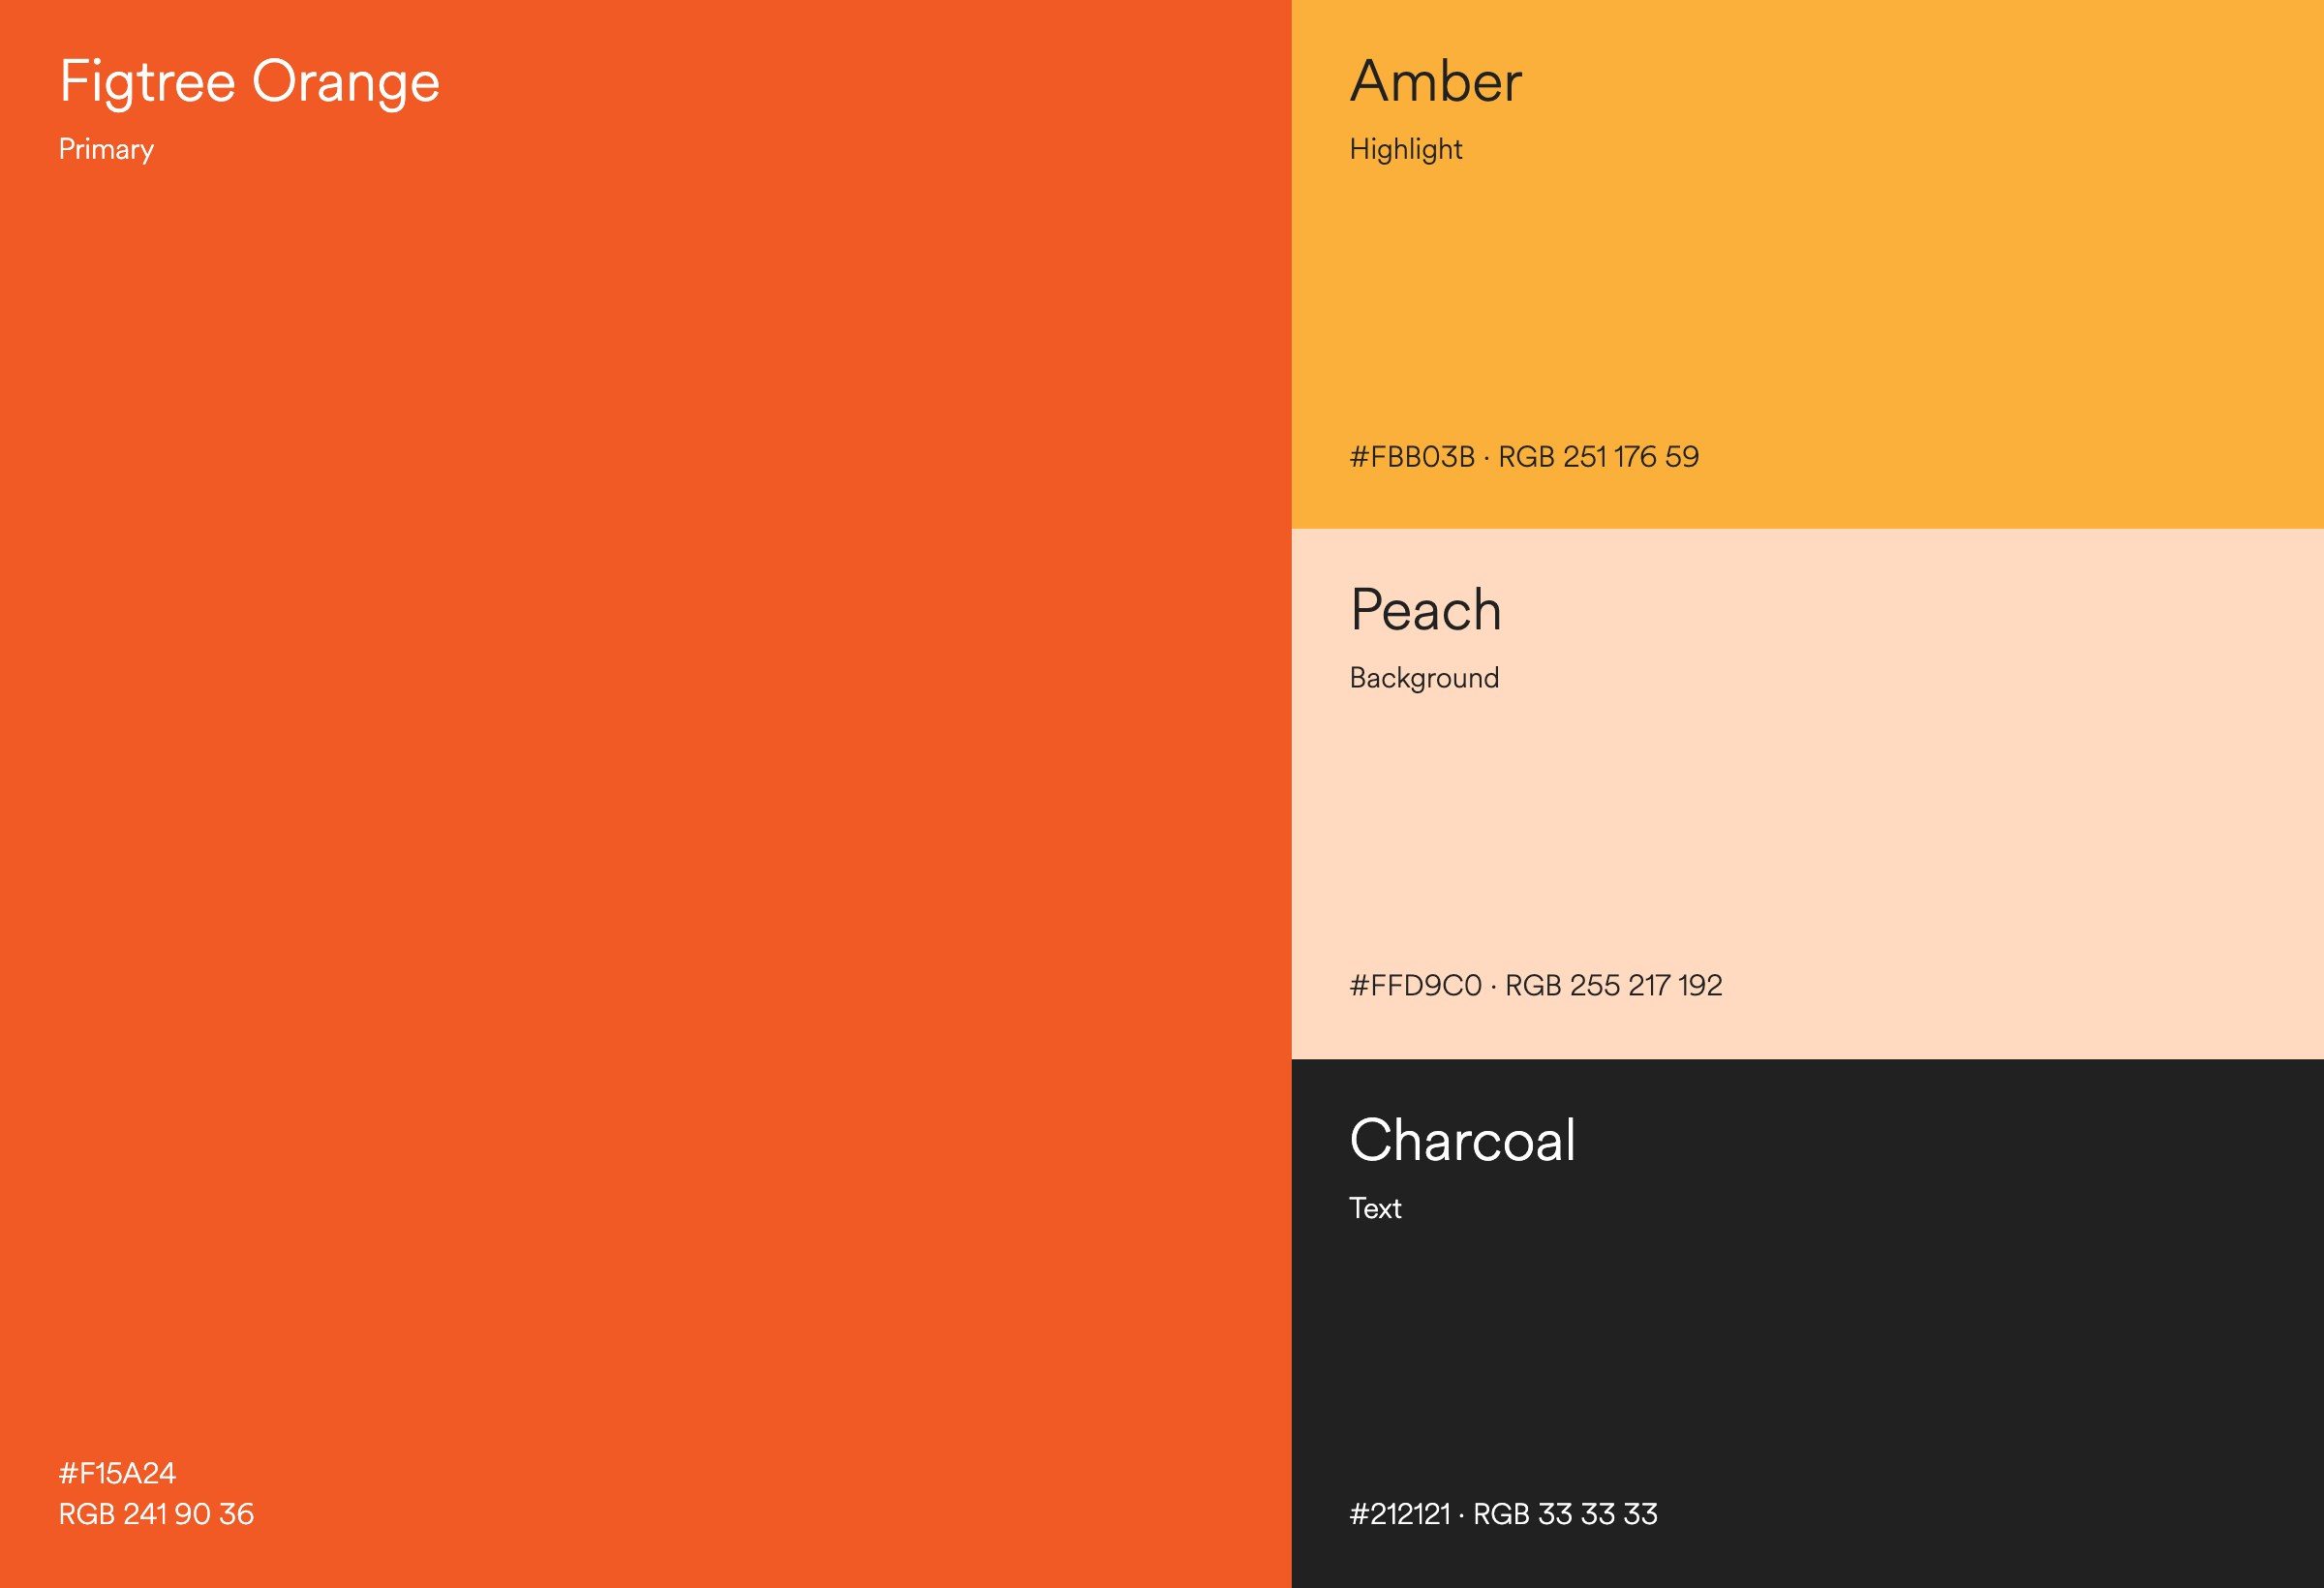 Figtree Orange
Primary
#F15A24
RGB 241 90 36
Amber
Highlight
#FBB03B · RGB 251 176 59
Peach
Background
#FFD9C0 · RGB 255 217 192
Charcoal
Text
#212121 · RGB 33 33 33